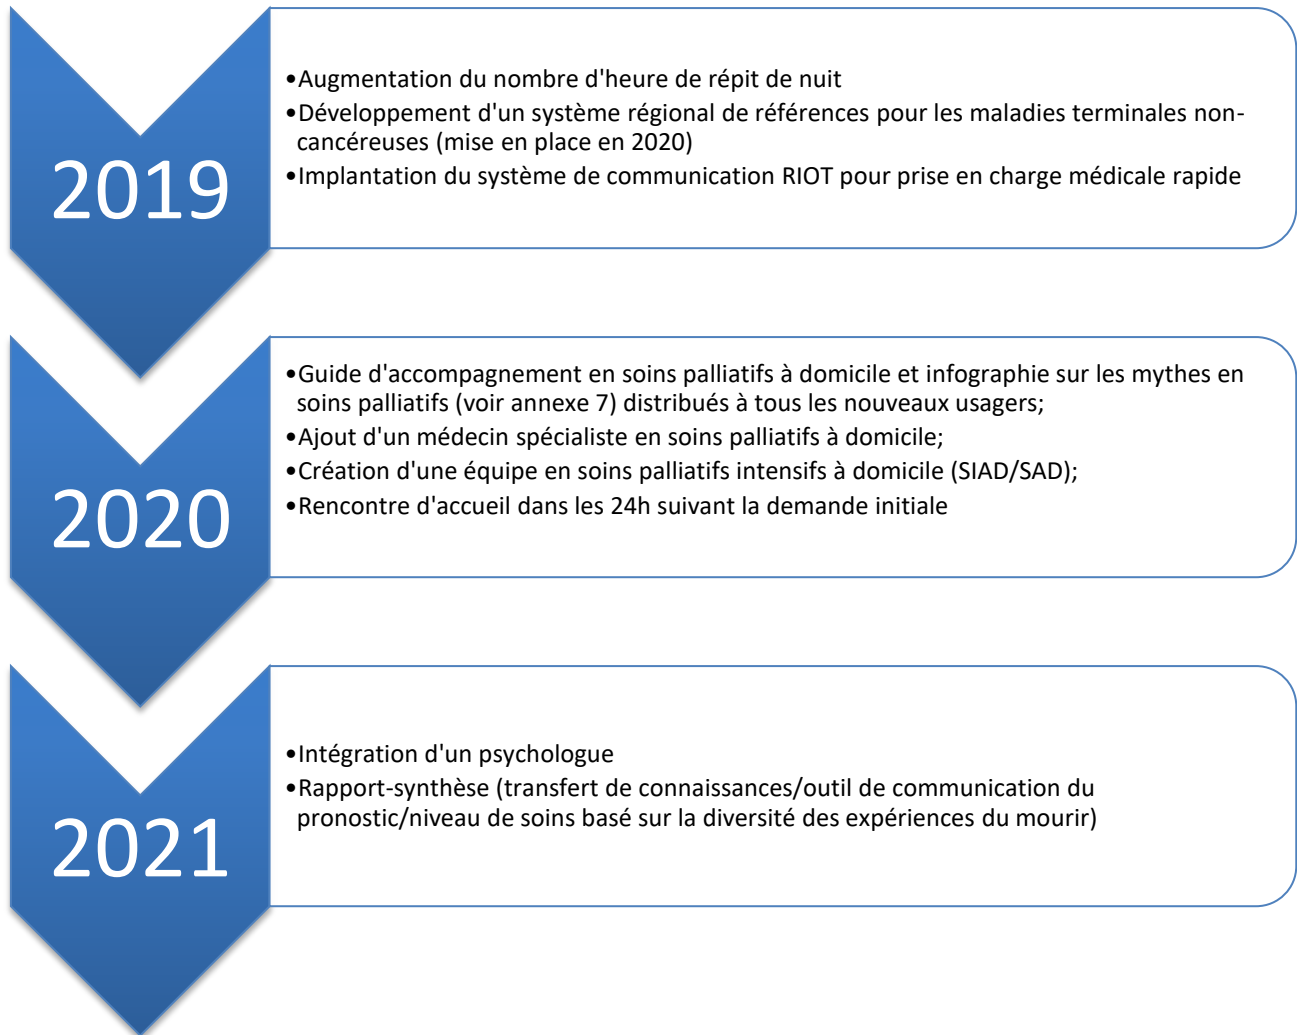 2019
•Augmentation du nombre d'heure de répit de nuit
•Développement d'un système régional de références pour les maladies terminales non-
cancéreuses (mise en place en 2020)
•Implantation du système de communication RIOT pour prise en charge médicale rapide
2020
•Guide d'accompagnement en soins palliatifs à domicile et infographie sur les mythes en
soins palliatifs (voir annexe 7) distribués à tous les nouveaux usagers;
•Ajout d'un médecin spécialiste en soins palliatifs à domicile;
•Création d'une équipe en soins palliatifs intensifs à domicile (SIAD/SAD);
•Rencontre d'accueil dans les 24h suivant la demande initiale
2021
•Intégration d'un psychologue
•Rapport-synthèse (transfert de connaissances/outil de communication du
pronostic/niveau de soins basé sur la diversité des expériences du mourir)